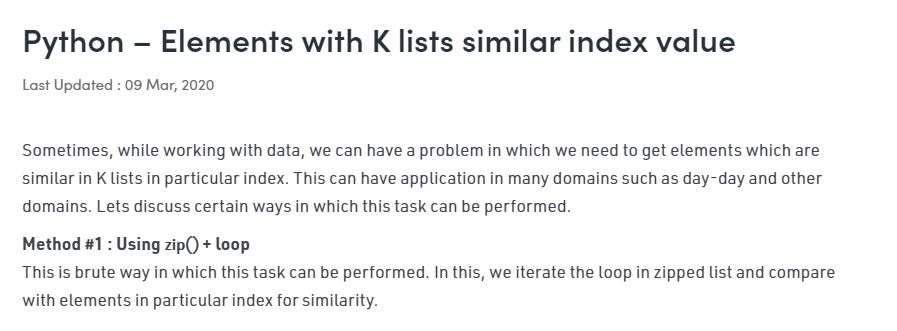 Python – Elements with K lists similar index value
Last Updated : 09 Mar, 2020
Sometimes, while working with data, we can have a problem in which we need to get elements which are
similar in K lists in particular index. This can have application in many domains such as day-day and other
domains. Lets discuss certain ways in which this task can be performed.
Method #1 : Using zip() + loop
This is brute way in which this task can be performed. In this, we iterate the loop in zipped list and compare
with elements in particular index for similarity.